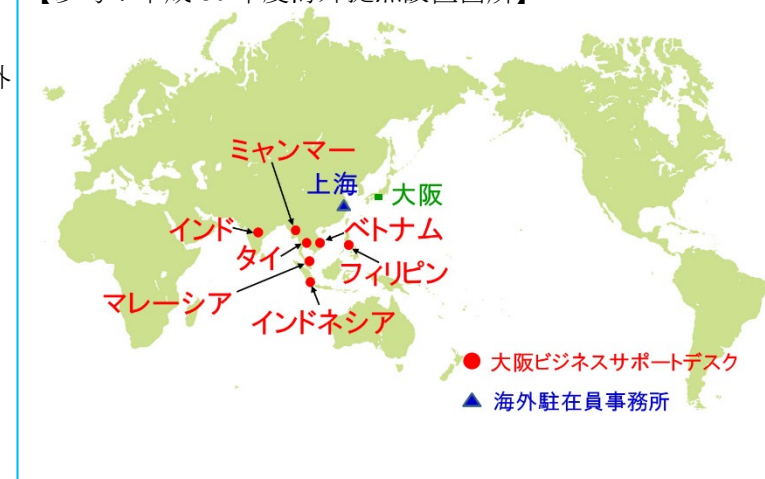 外
ミャンマー
上海
大阪
インド
ベトナム
タイ
フィリピン
マレーシア
インドネシア
大阪ビジネスサポートデスク
海外駐在員事務所